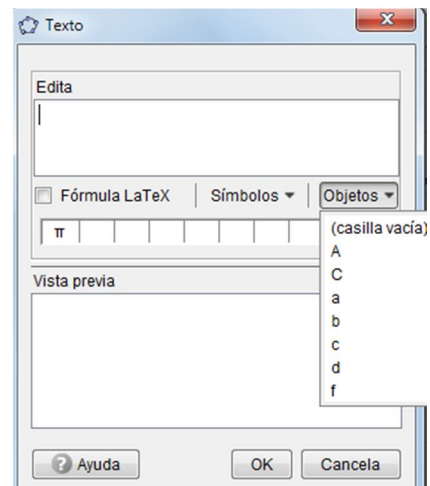 Texto
Edita
Fórmula LaTeX Símbolos Objetos
π
(casilla vacía)
A
C
a
b
c
d
f
Vista previa
Ayuda OK Cancela